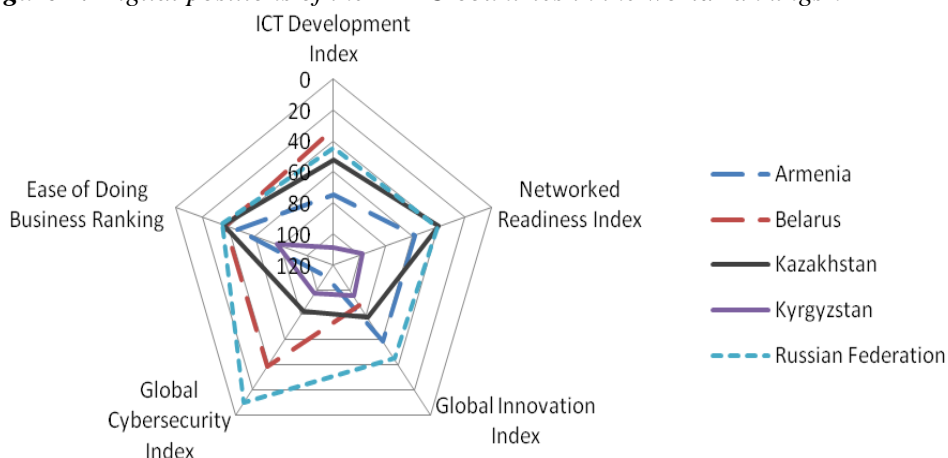 ICT Development
Index
0
20
40
60
80
100
120
Ease of Doing
Business Ranking
Networked
Readiness Index
Global
Cybersecurity
Index
Global Innovation
Index
Armenia
Belarus
Kazakhstan
Kyrgyzstan
Russian Federation